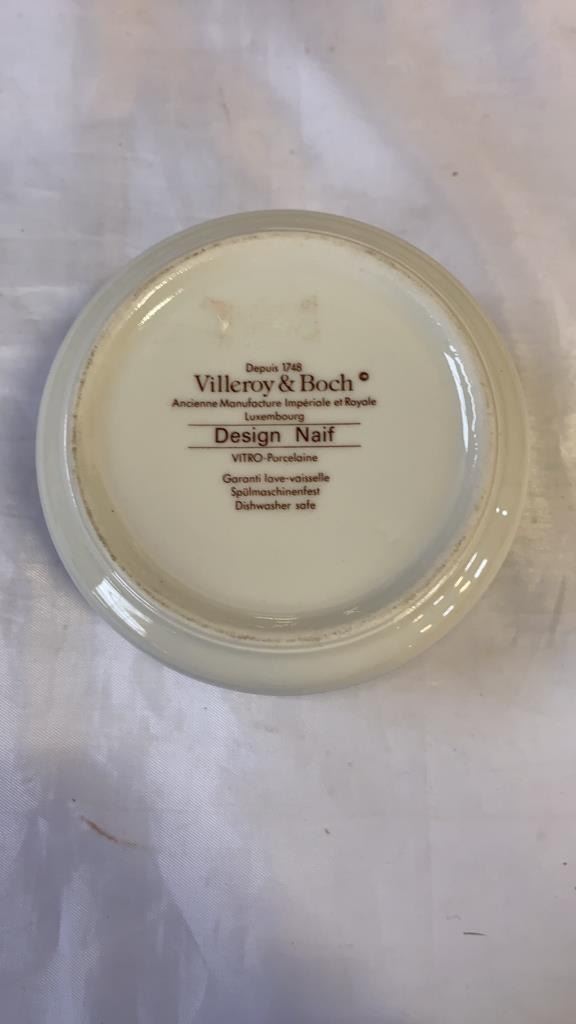 Depuis 1748
Villeroy & Boch ©
Ancienne Manufacture Impériale et Royale
Luxembourg
Design Naif
VITRO-Porcelaine
Garanti lave-vaisselle
Spülmaschinenfest
Dishwasher safe